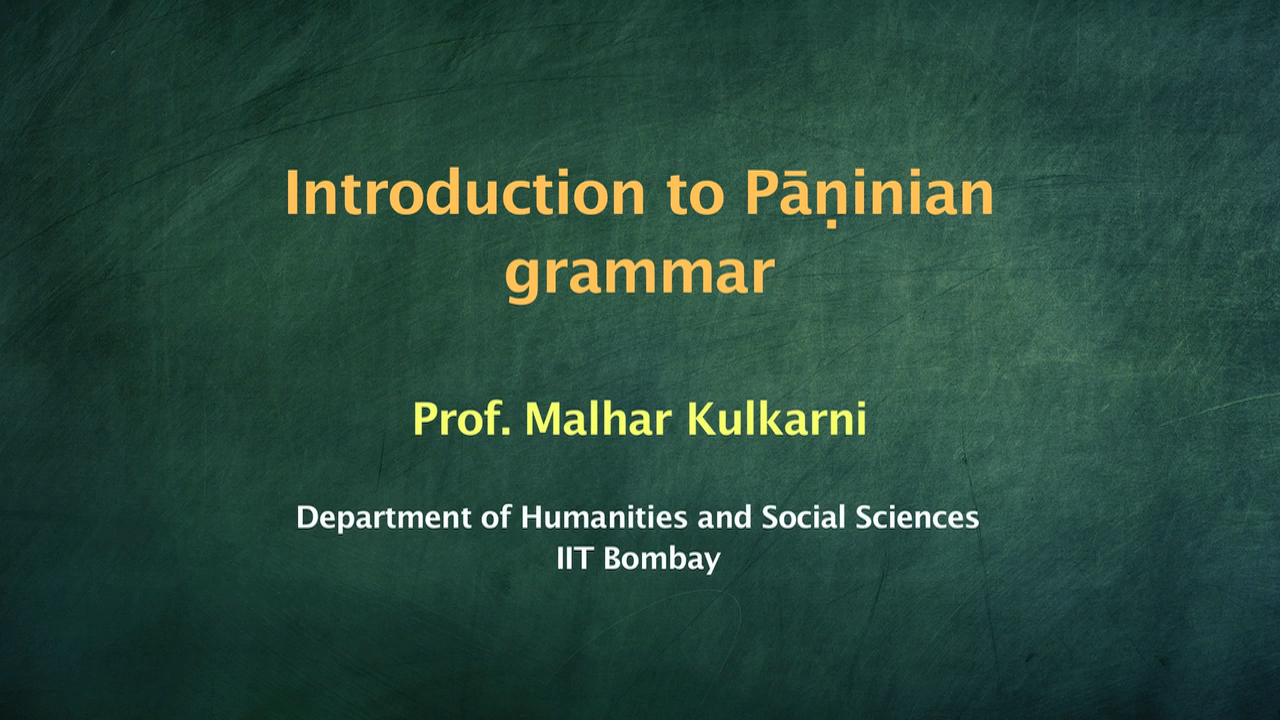 Introduction to Pāṇinian
grammar
Prof. Malhar Kulkarni
Department of Humanities and Social Sciences
IIT Bombay